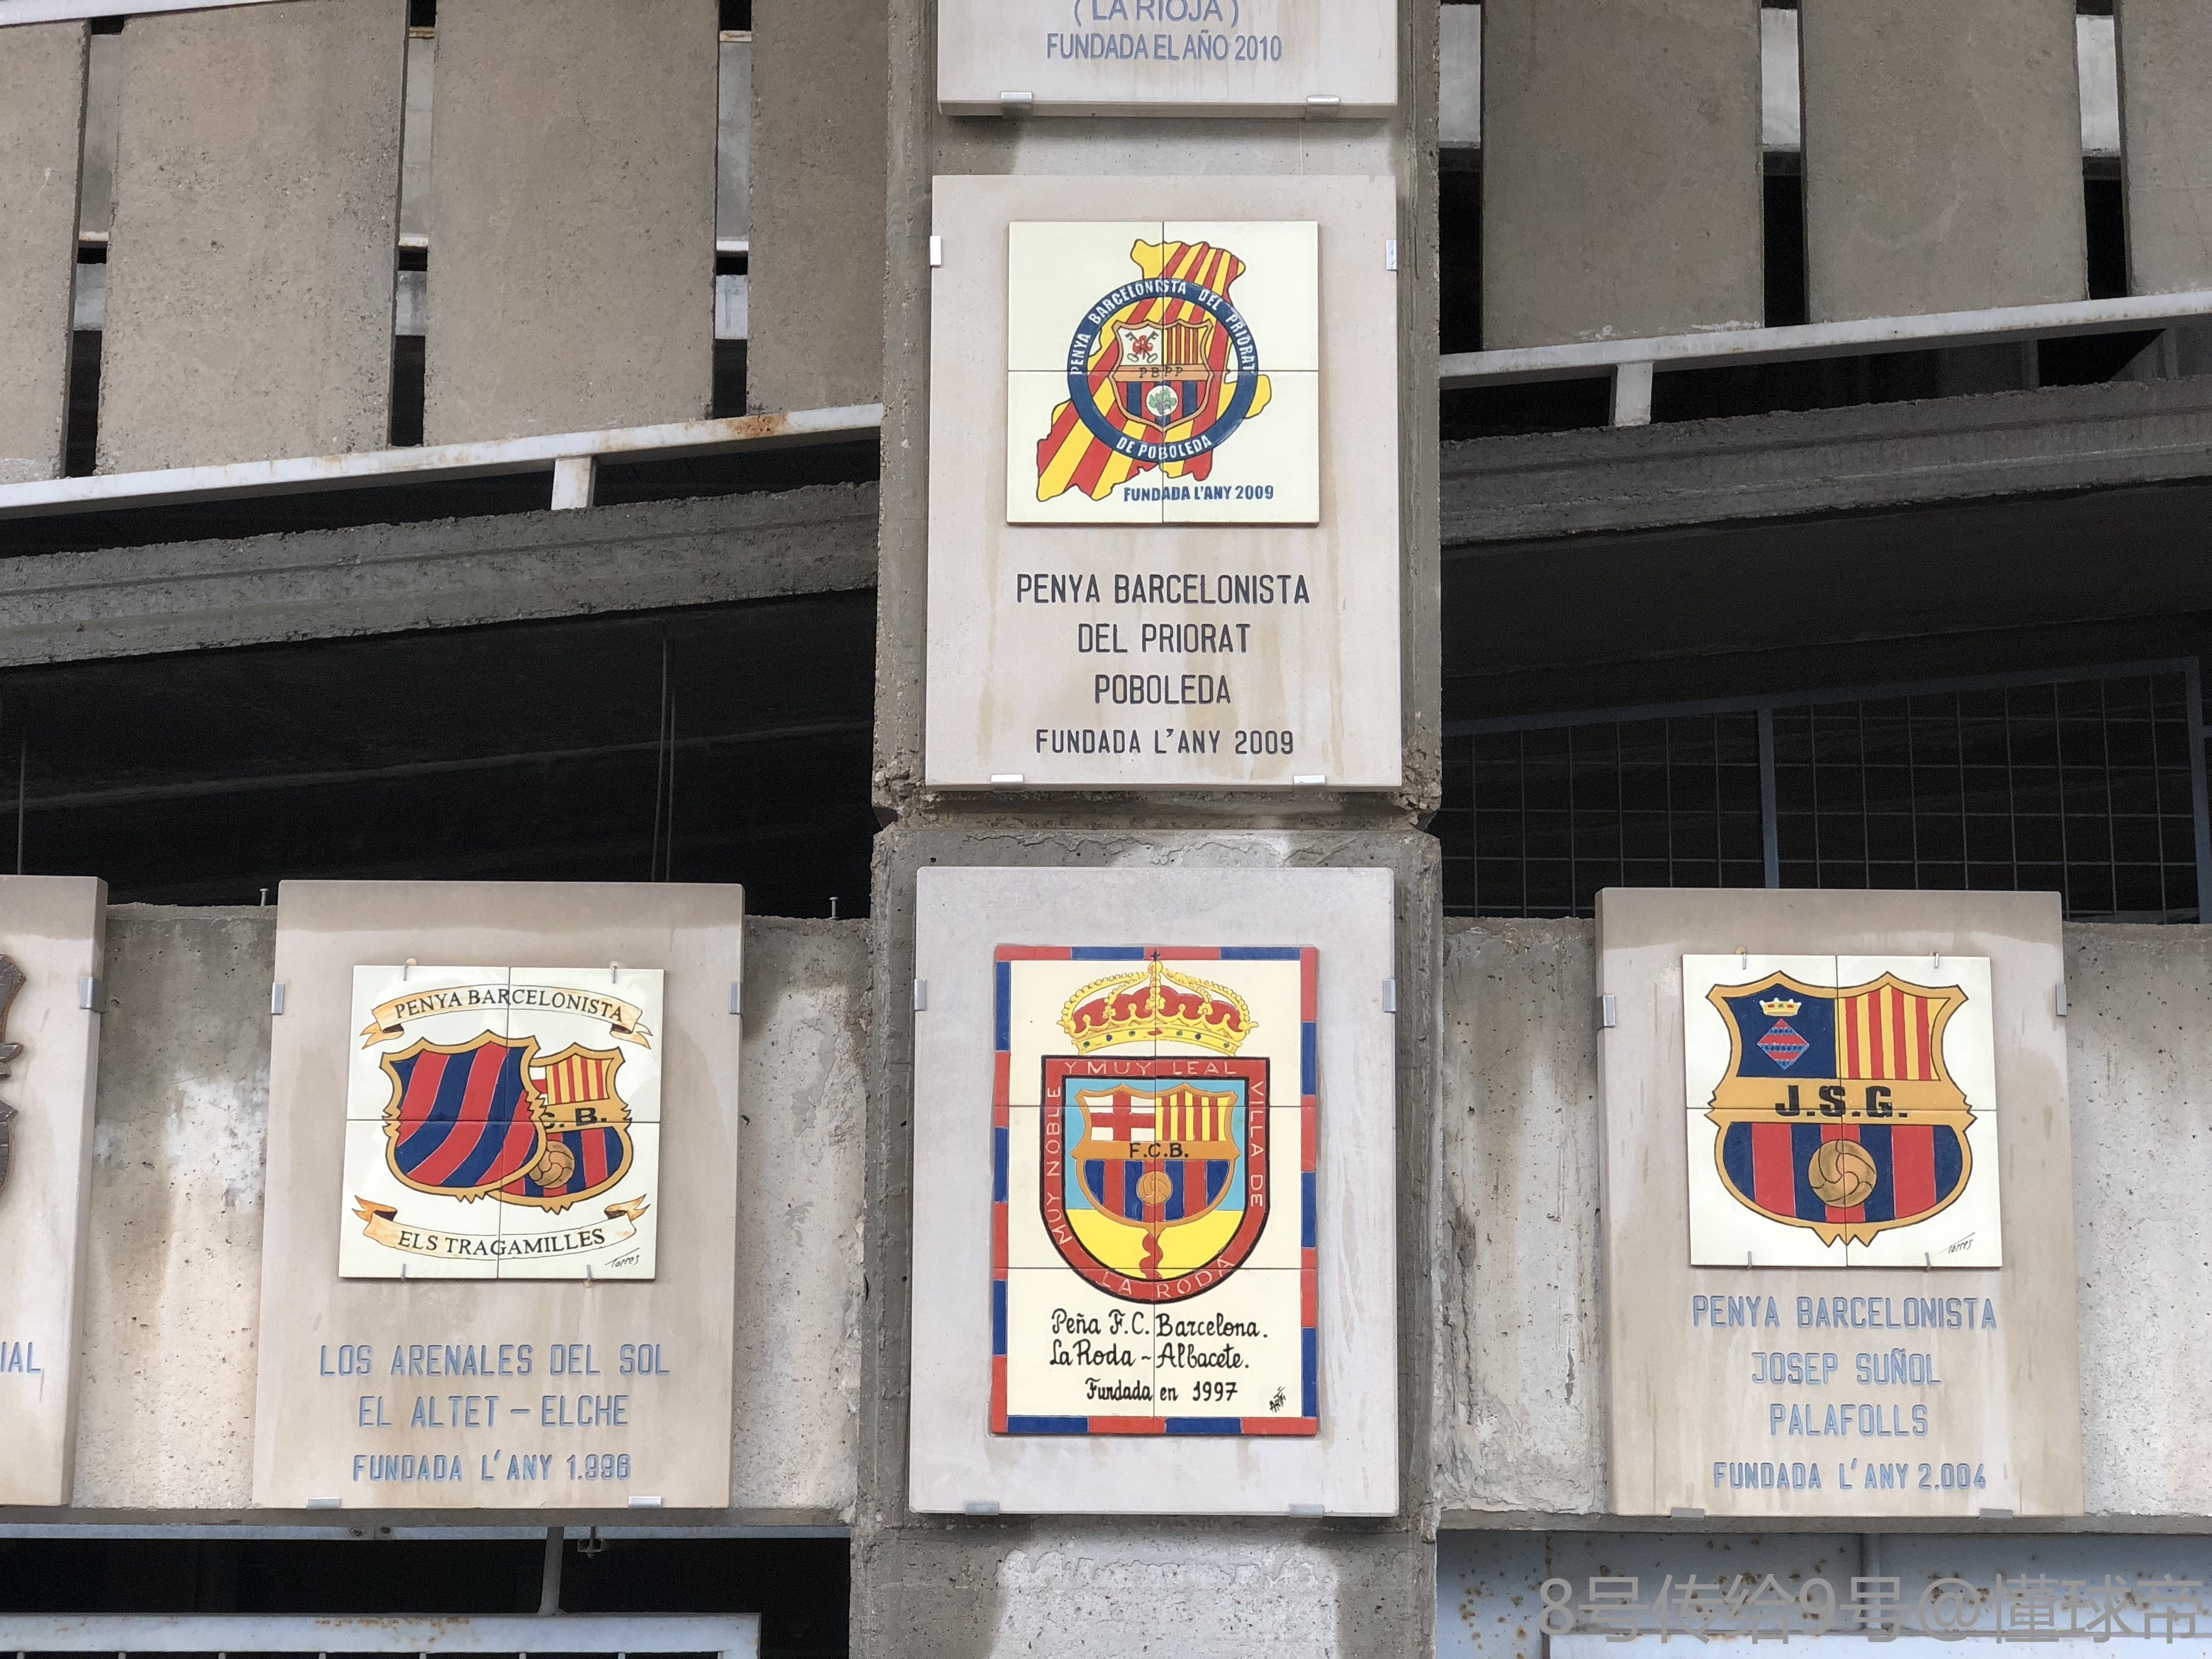 ( LA RIOJA )
FUNDADA EL AÑO 2010
PENYA BARCELONISTA DEL PRIORAT
PBPP
DE POBOLEDA
FUNDADA L'ANY 2009
PENYA BARCELONISTA
DEL PRIORAT
POBOLEDA
FUNDADA L'ANY 2009
IAL
PENYA BARCELONISTA
C. B.
ELS TRAGAMILLES
Torres
LOS ARENALES DEL SOL
EL ALTET – ELCHE
FUNDADA L'ANY 1.996
MUY NOBLE Y MUY LEAL VILLA DE
F.C.B.
LA RODA
Peña F.C. Barcelona.
La Roda ~ Albacete.
Fundada en 1997
J.S.G.
Torres
PENYA BARCELONISTA
JOSEP SUÑOL
PALAFOLLS
FUNDADA L'ANY 2.004
8号传给9号@懂球帝